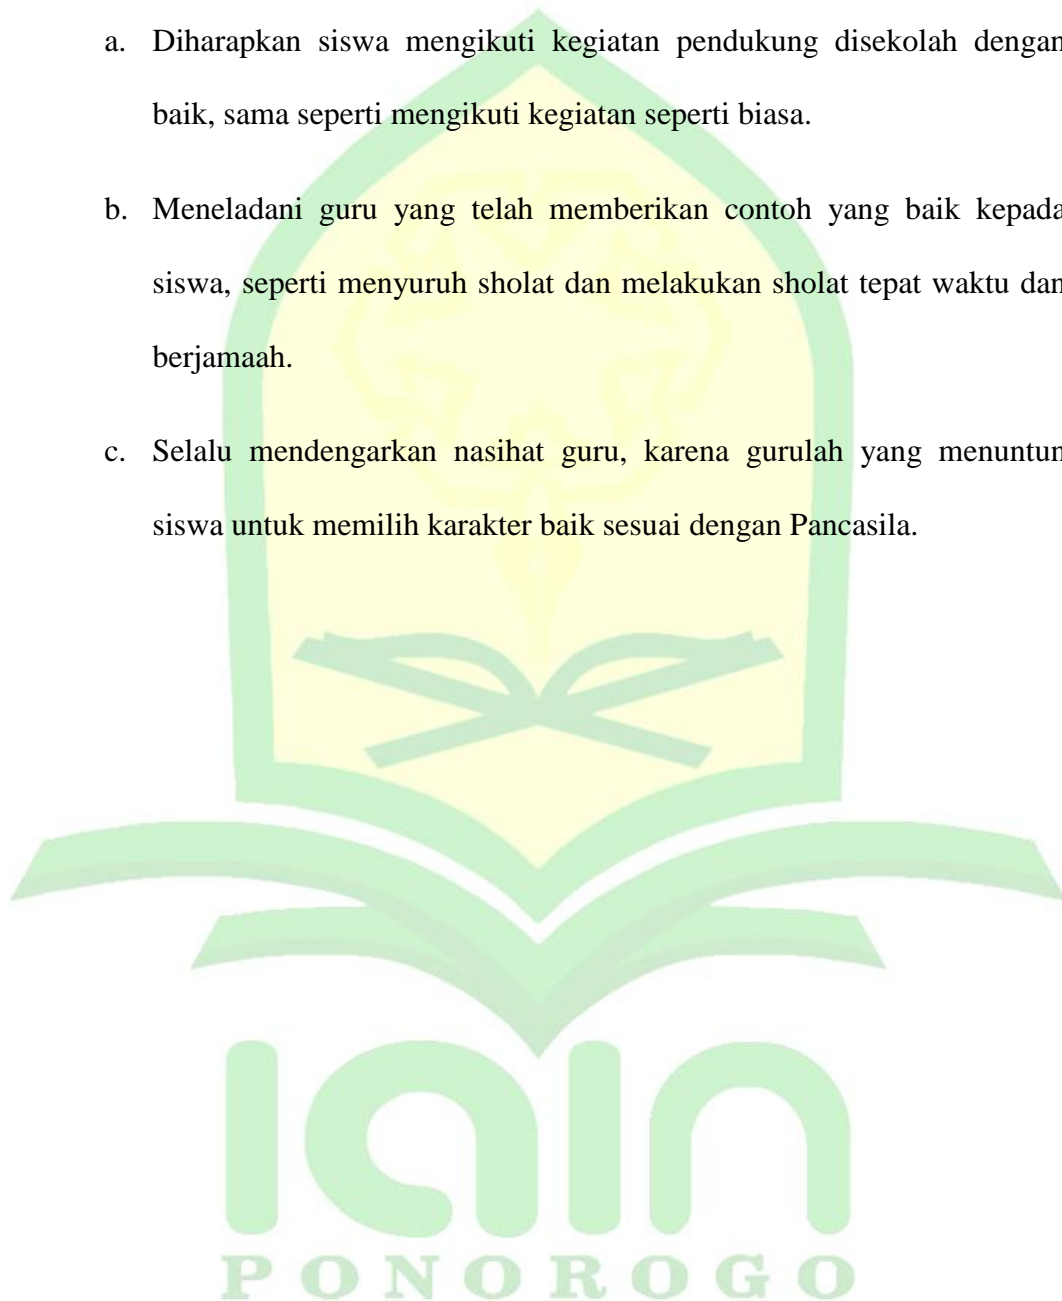 a. Diharapkan siswa mengikuti kegiatan pendukung disekolah dengan
baik, sama seperti mengikuti kegiatan seperti biasa.
b. Meneladani guru yang telah memberikan contoh yang baik kepada
siswa, seperti menyuruh sholat dan melakukan sholat tepat waktu dan
berjamaah.
c. Selalu mendengarkan nasihat guru, karena gurulah yang menuntun
siswa untuk memilih karakter baik sesuai dengan Pancasila.
iain
PONOROGO